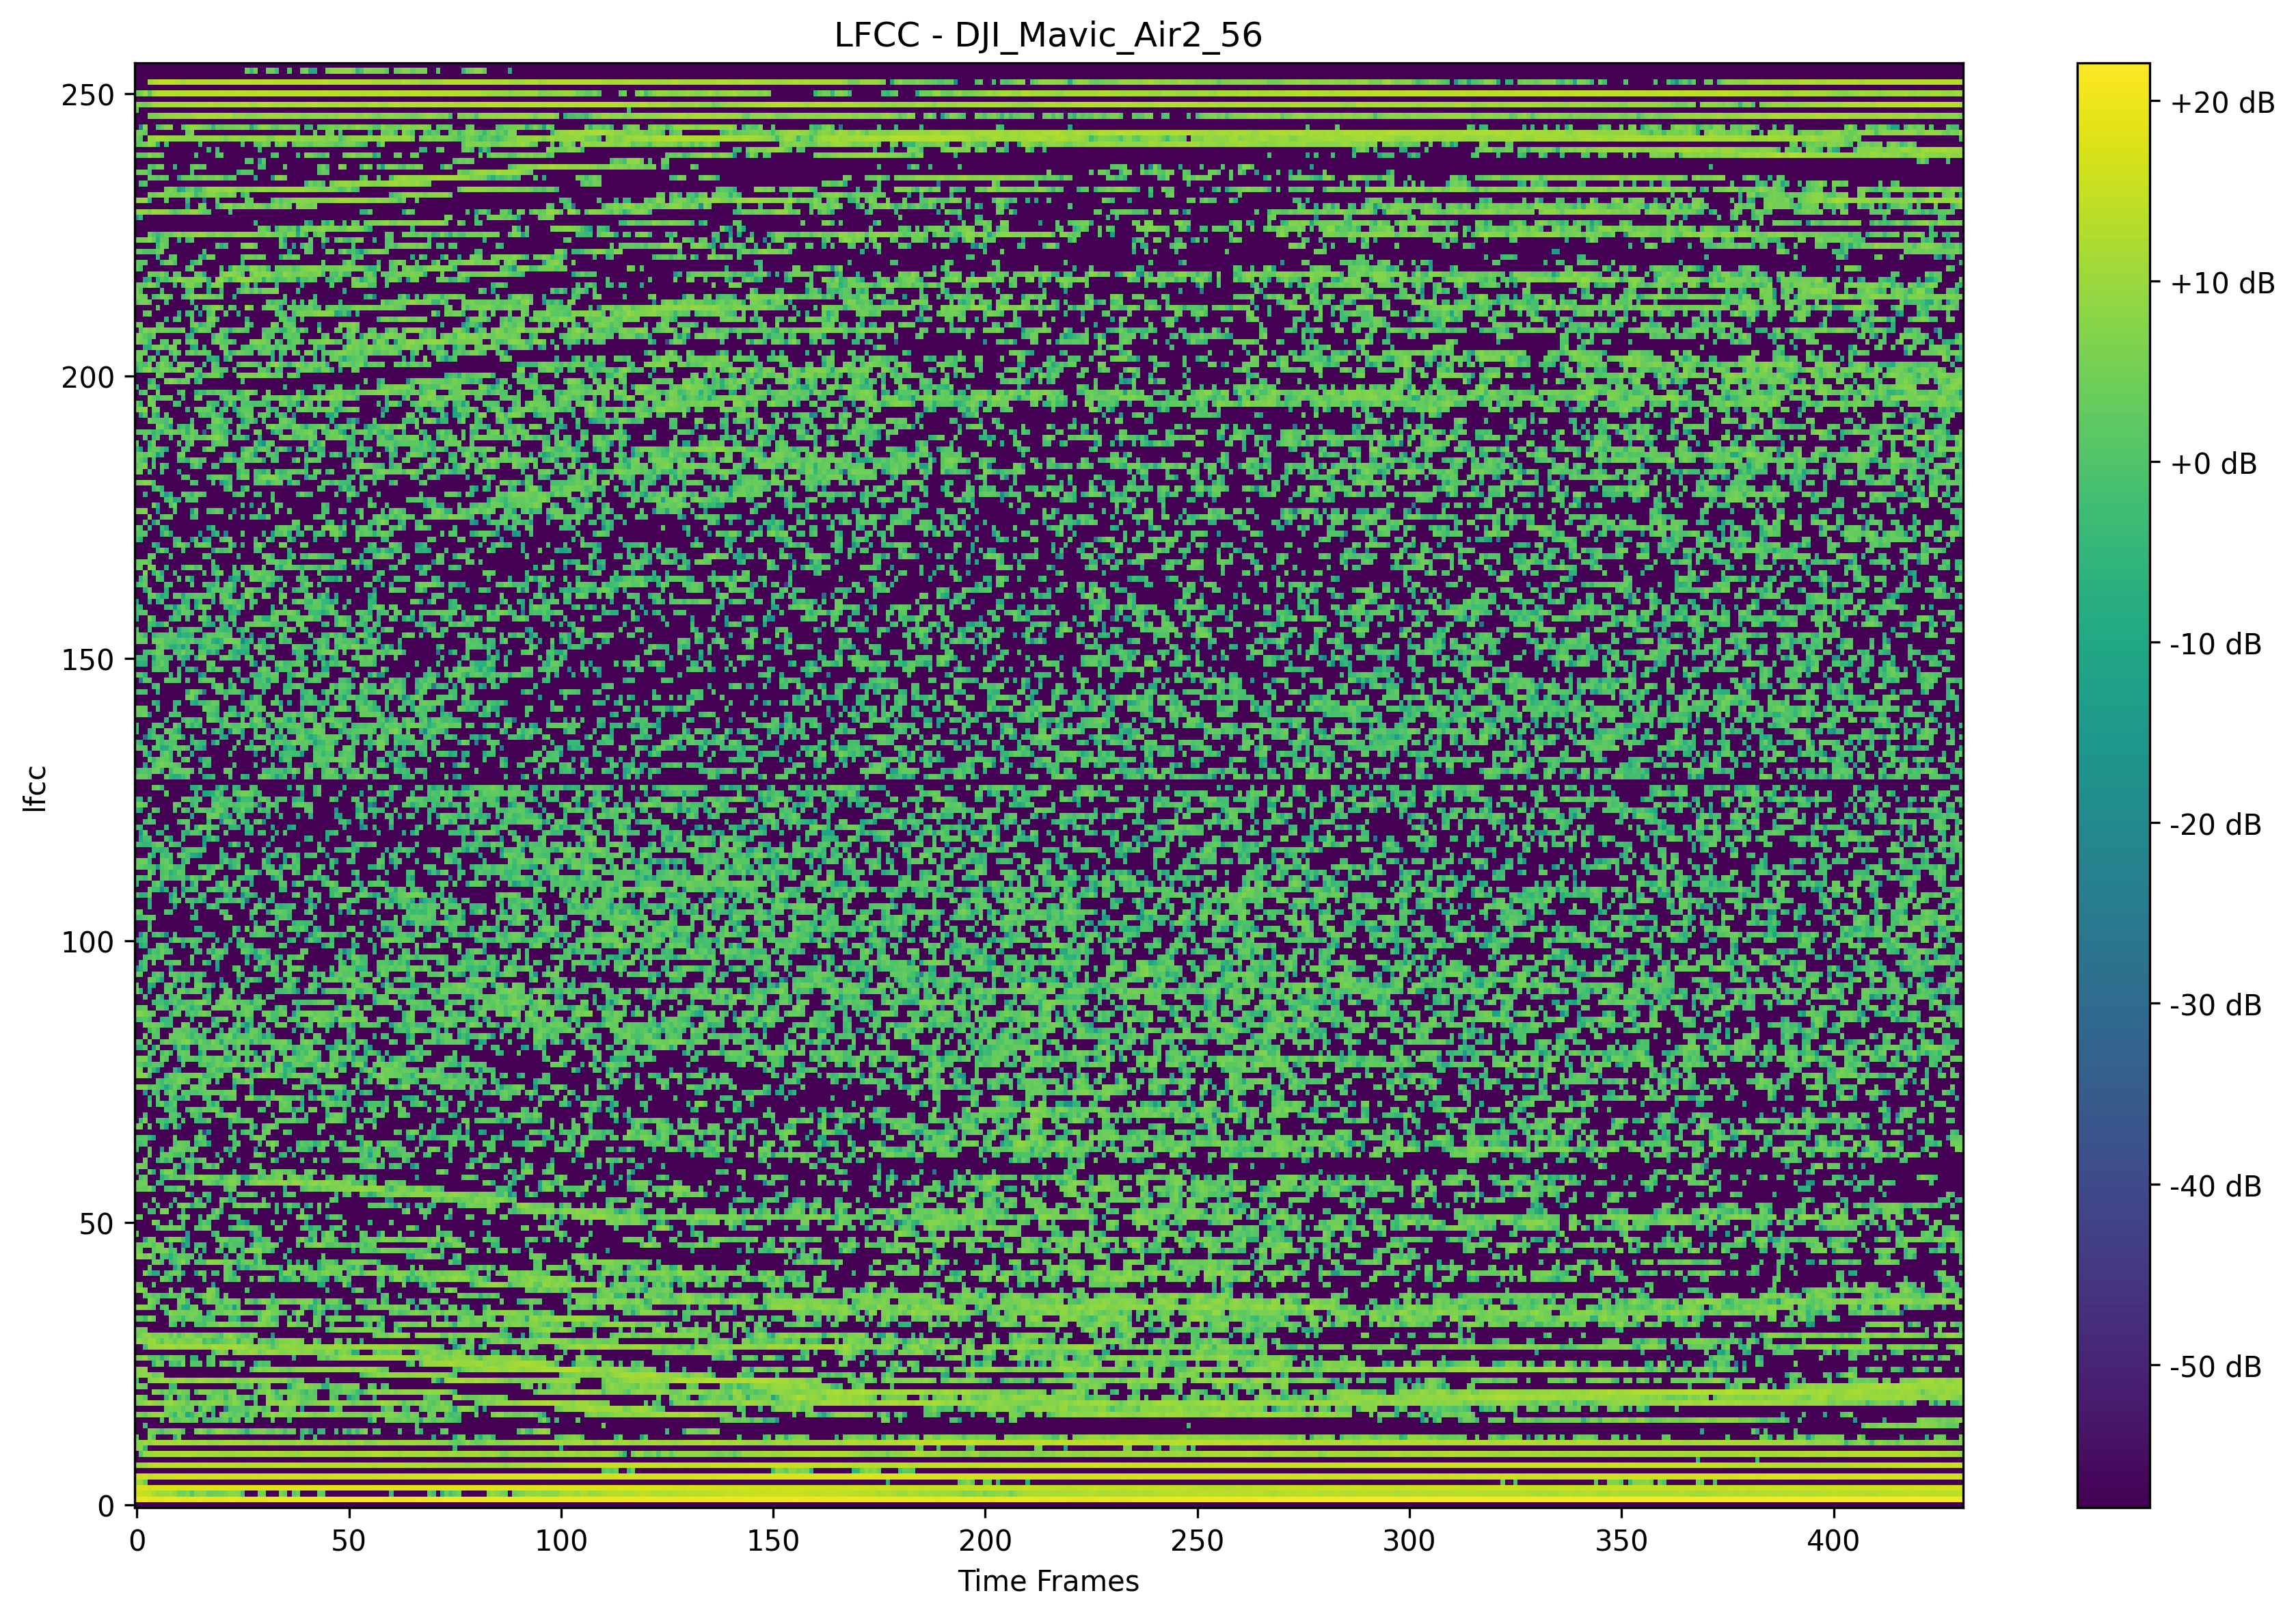 LFCC - DJI_Mavic_Air2_56
250
200
150
100
50
0
lfcc
0 50 100 150 200 250 300 350 400
Time Frames
+20 dB
+10 dB
+0 dB
-10 dB
-20 dB
-30 dB
-40 dB
-50 dB